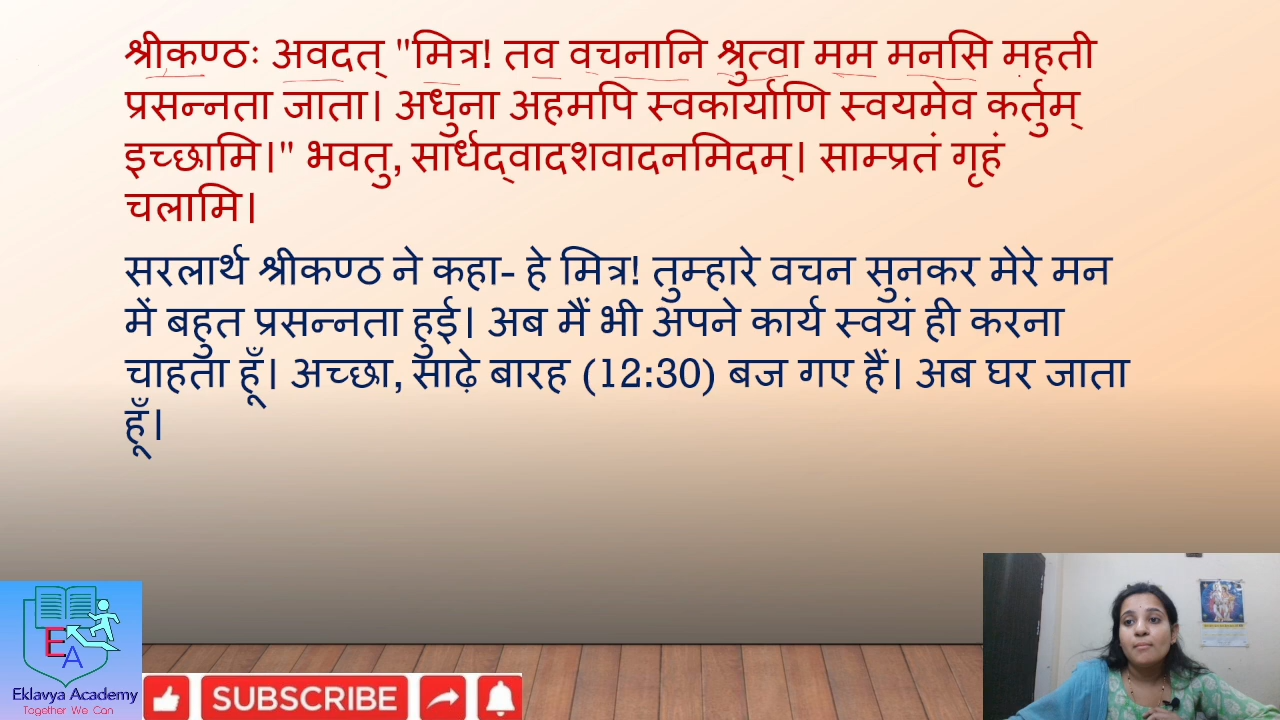 श्रीकण्ठः अवदत् "मित्र! तव वचनानि श्रुत्वा मम मनसि महती
प्रसन्नता जाता। अधुना अहमपि स्वकार्याणि स्वयमेव कर्तुम्
इच्छामि।" भवतु, सार्धद्वादशवादनमिदम्। साम्प्रतं गृहं
चलामि।
सरलार्थ श्रीकण्ठ ने कहा- हे मित्र! तुम्हारे वचन सुनकर मेरे मन
में बहुत प्रसन्नता हुई। अब मैं भी अपने कार्य स्वयं ही करना
चाहता हूँ। अच्छा, साढ़े बारह (12:30) बज गए हैं। अब घर जाता
हूँ।
EA
Eklavya Academy
Together We Can
SUBSCRIBE